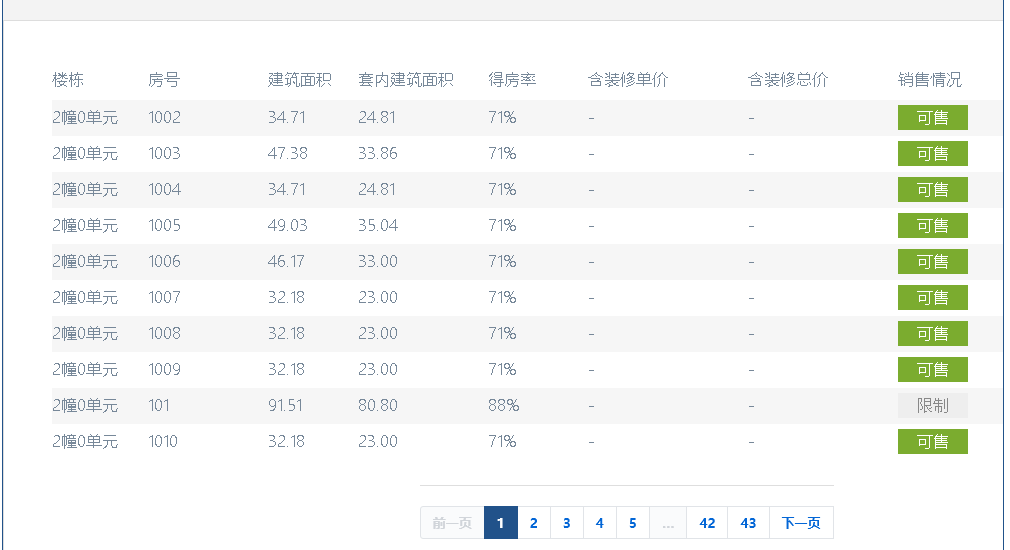 楼栋 房号 建筑面积 套内建筑面积 得房率 含装修单价 含装修总价 销售情况
2幢0单元 1002 34.71 24.81 71% - - 可售
2幢0单元 1003 47.38 33.86 71% - - 可售
2幢0单元 1004 34.71 24.81 71% - - 可售
2幢0单元 1005 49.03 35.04 71% - - 可售
2幢0单元 1006 46.17 33.00 71% - - 可售
2幢0单元 1007 32.18 23.00 71% - - 可售
2幢0单元 1008 32.18 23.00 71% - - 可售
2幢0单元 1009 32.18 23.00 71% - - 可售
2幢0单元 101 91.51 80.80 88% - - 限制
2幢0单元 1010 32.18 23.00 71% - - 可售
前一页 1 2 3 4 5 ... 42 43 下一页